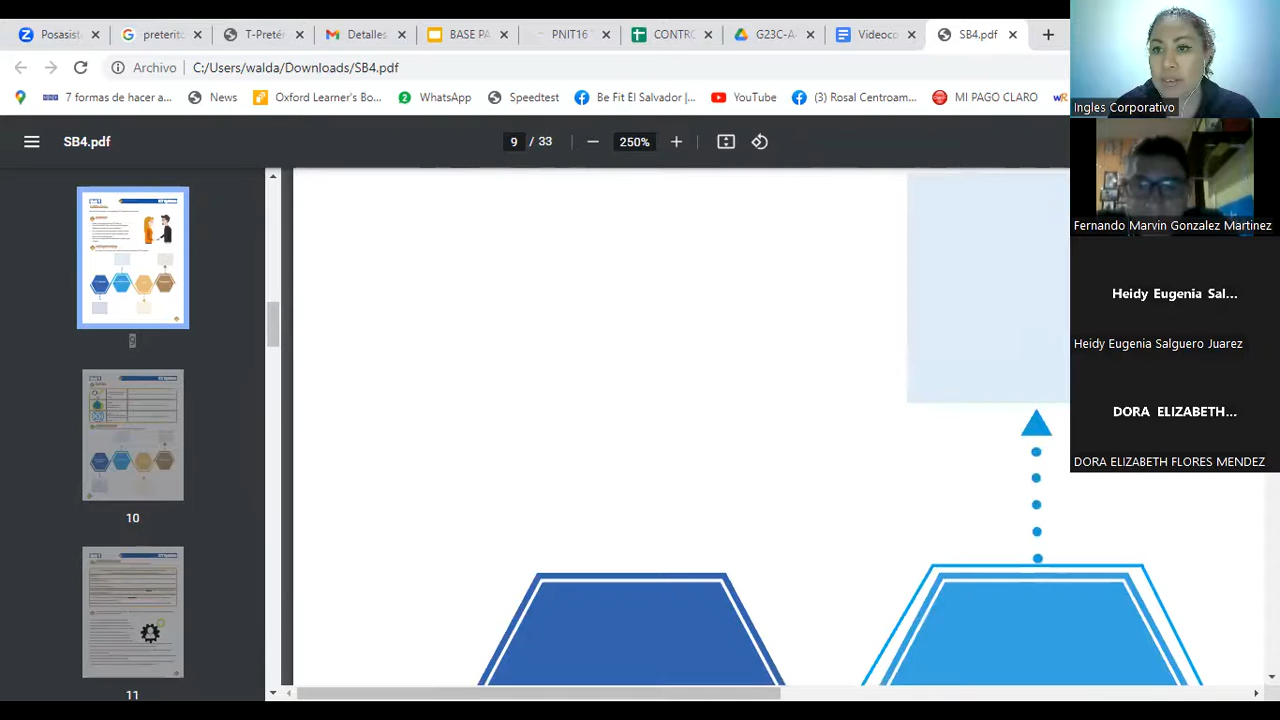 Posasist
preterito
T-Preté
Detalles
BASE PA
PNIT16
CONTRO
G23C-A
Videoco
SB4.pdf
Archivo
C:/Users/walda/Downloads/SB4.pdf
7 formas de hacer a...
News
Oxford Learner's Bo...
WhatsApp
Speedtest
Be Fit El Salvador |...
YouTube
(3) Rosal Centroam...
MI PAGO CLARO
SB4.pdf
9 / 33
250%
9
10
11
Ingles Corporativo
Fernando Marvin Gonzalez Martinez
Heidy Eugenia Sal...
Heidy Eugenia Salguero Juarez
DORA ELIZABETH...
DORA ELIZABETH FLORES MENDEZ